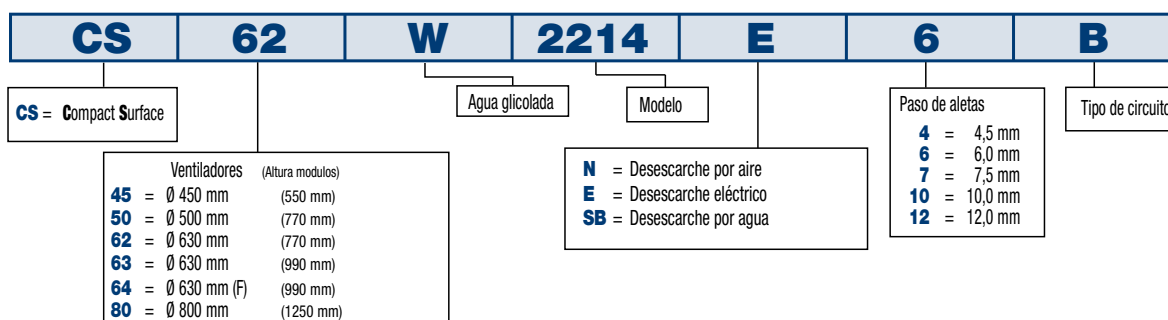 CS 62 W 2214 E 6 B
CS = Compact Surface
Agua glicolada
Modelo
Paso de aletas
4 = 4,5 mm
6 = 6,0 mm
7 = 7,5 mm
10 = 10,0 mm
12 = 12,0 mm
Tipo de circuito
Ventiladores (Altura modulos)
45 = Ø 450 mm (550 mm)
50 = Ø 500 mm (770 mm)
62 = Ø 630 mm (770 mm)
63 = Ø 630 mm (990 mm)
64 = Ø 630 mm (F) (990 mm)
80 = Ø 800 mm (1250 mm)
N = Desescarche por aire
E = Desescarche eléctrico
SB = Desescarche por agua